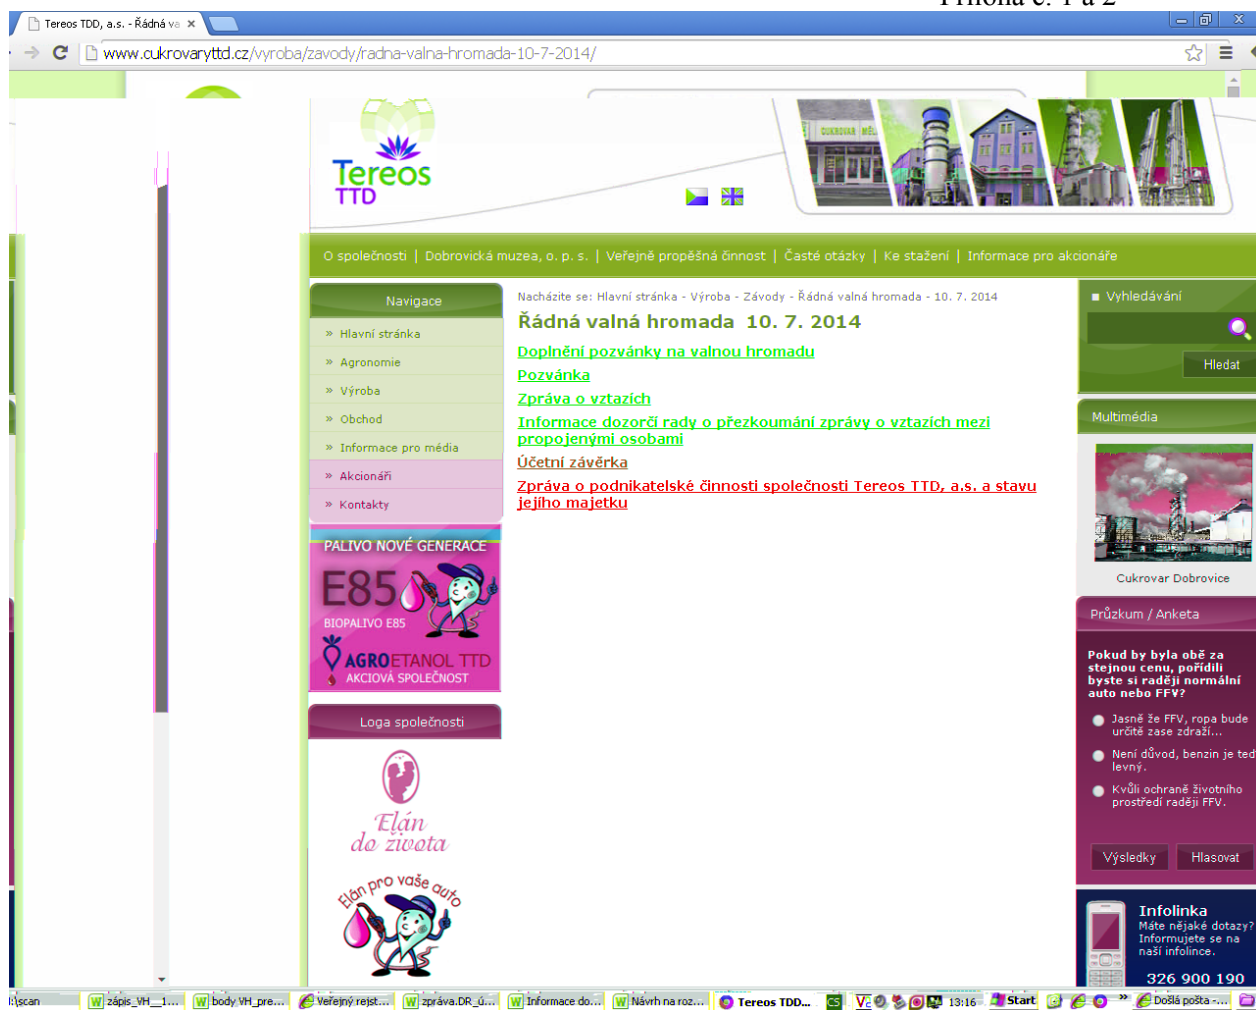 Příloha č. 1 a 2
Tereos TDD, a.s. - Řádná va
www.cukrovaryttd.cz/vyroba/zavody/radna-valna-hromada-10-7-2014/
CUKROVAR MĚL
Tereos
TTD
O společnosti | Dobrovická muzea, o. p. s. | Veřejně propěšná činnost | Časté otázky | Ke stažení | Informace pro akcionáře
Navigace
» Hlavní stránka
» Agronomie
» Výroba
» Obchod
» Informace pro média
» Akcionáři
» Kontakty
PALIVO NOVÉ GENERACE
E85
BIOPALIVO E85
AGROETANOL TTD
AKCIOVÁ SPOLEČNOST
Loga společnosti
Elán
do života
Elán pro vaše auto
Nacházíte se: Hlavní stránka - Výroba - Závody - Řádná valná hromada - 10. 7. 2014
Řádná valná hromada 10. 7. 2014
Doplnění pozvánky na valnou hromadu
Pozvánka
Zpráva o vztazích
Informace dozorčí rady o přezkoumání zprávy o vztazích mezi
propojenými osobami
Účetní závěrka
Zpráva o podnikatelské činnosti společnosti Tereos TTD, a.s. a stavu
jejího majetku
Vyhledávání
Hledat
Multimédia
Cukrovar Dobrovice
Průzkum / Anketa
Pokud by byla obě za
stejnou cenu, pořídili
byste si raději normální
auto nebo FFV?
Jasně že FFV, ropa bude
určitě zase zdraží...
Není důvod, benzin je teď
levný.
Kvůli ochraně životního
prostředí raději FFV.
Výsledky
Hlasovat
Infolinka
Máte nějaké dotazy?
Informujete se na
naší infolince.
326 900 190
I:\scan
zápis_VH__1...
body VH_pre...
Veřejný rejst...
zpráva.DR_ú...
Informace do...
Návrh na roz...
Tereos TDD...
CS
13:16
Start
»
Došlá pošta -...